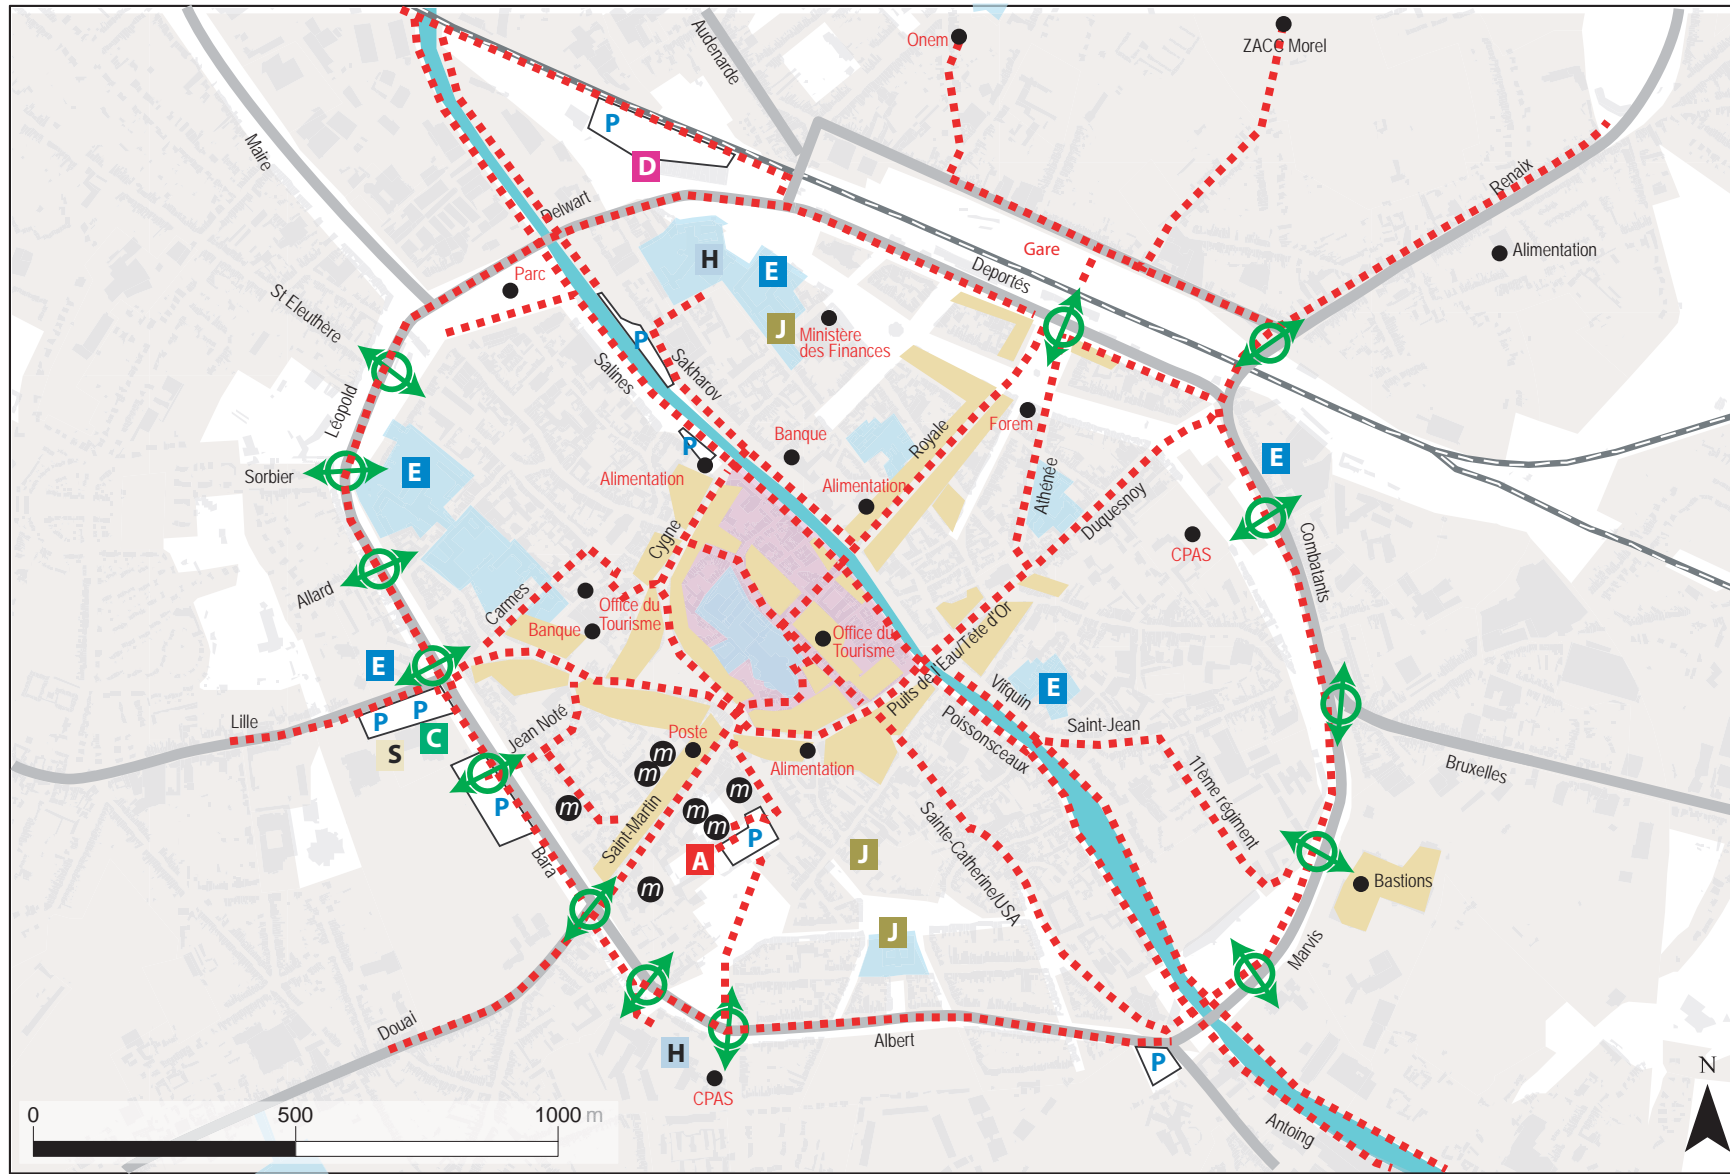 Audenarde
Onem
ZACC Morel
Maire
P
D
Renaix
Delwart
Alimentation
Gare
Deportés
H
E
Parc
St Eleuthère
J
Ministère
des Finances
P
Salines
Sakharov
Léopold
Forem
Royale
Banque
P
E
Sorbier
E
Alimentation
Alimentation
Athénée
Duquesnoy
Cygne
CPAS
Combattants
Allard
Carmes
Office du
Tourisme
Banque
Office du
Tourisme
Puits de l'Eau/Tête d'Or
E
Vifquin
E
Saint-Jean
Lille
P
P
C
S
Jean Noté
Poste
Poissonsceaux
Alimentation
Bruxelles
m
m
m
m
m
m
m
11ème régiment
P
Saint-Martin
Sainte-Catherine/USA
P
A
J
Bara
Bastions
J
Marvis
Douai
Albert
H
P
CPAS
Antoing
N
0 500 1000 m